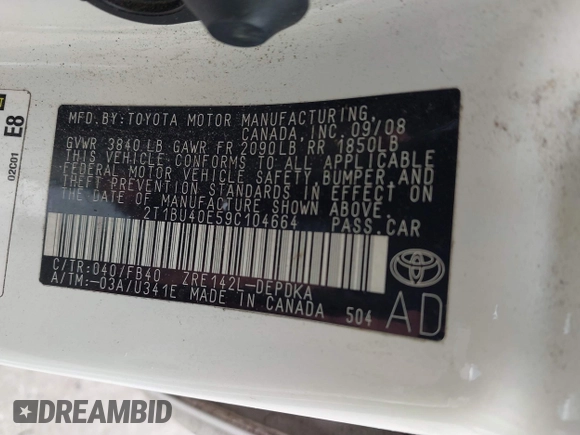 MFD.BY:TOYOTA MOTOR MANUFACTURING,
CANADA,INC.09/08
GVWR 3840 LB GAWR FR 2090LB RR 1850LB
THIS VEHICLE CONFORMS TO ALL APPLICABLE
FEDERAL MOTOR VEHICLE SAFETY BUMPER, AND
THEFT PREVENTION STANDARDS IN EFFECT ON
THE DATE OF MANUFACTURE SHOWN ABOVE.
2T1BU40E59C104664 PASS.CAR
C/TR:040/FB40 ZRE142L-DEPDKA
A/TM:-03A/U341E MADE IN CANADA 504
AD
E8
02C01
DREAMBID